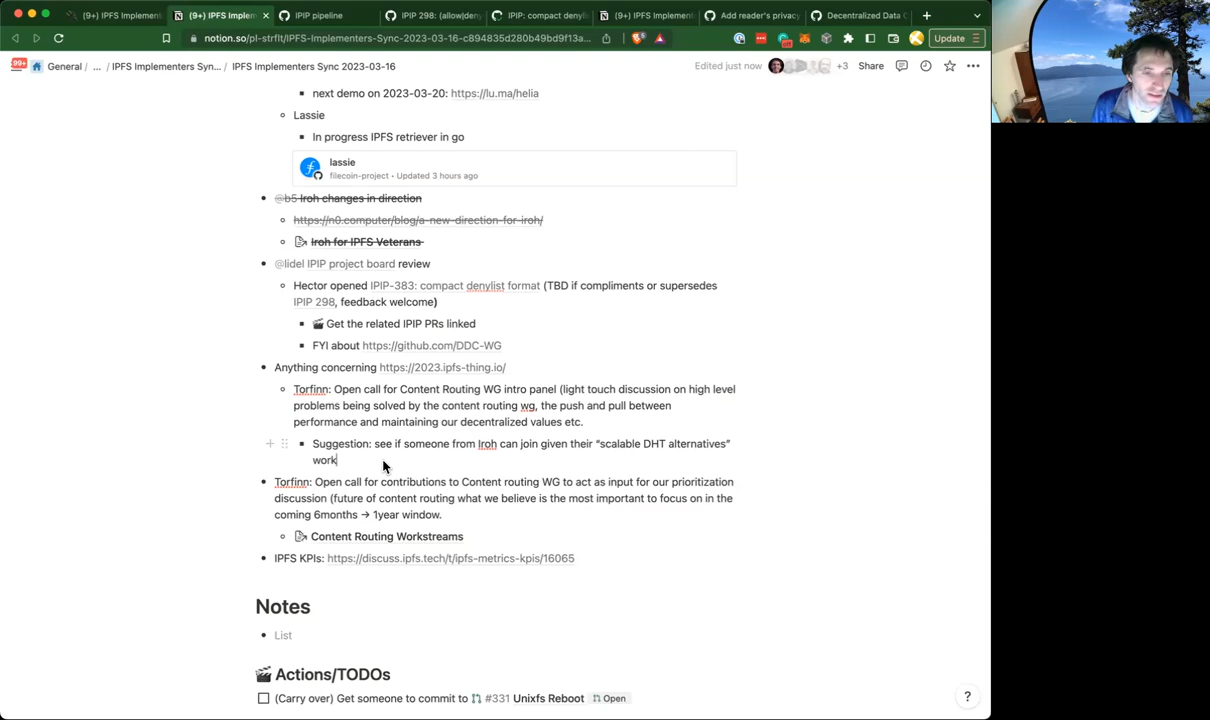 (9+) IPFS Implement
(9+) IPFS Implem
IPIP pipeline
IPIP 298: (allow|den
IPIP: compact denyli
(9+) IPFS Implement
Add reader's privacy
Decentralized Data C
notion.so/pl-strflt/IPFS-Implementers-Sync-2023-03-16-c894835d280b49bd9f13a...
Update
99+
General / ... / IPFS Implementers Syn... / IPFS Implementers Sync 2023-03-16
Edited just now
+3
Share
next demo on 2023-03-20: https://lu.ma/helia
Lassie
In progress IPFS retriever in go
lassie
filecoin-project • Updated 3 hours ago
@b5 Iroh changes in direction
https://n0.computer/blog/a-new-direction-for-iroh/
Iroh for IPFS Veterans
@lidel IPIP project board review
Hector opened IPIP-383: compact denylist format (TBD if compliments or supersedes
IPIP 298, feedback welcome)
🎬 Get the related IPIP PRs linked
FYI about https://github.com/DDC-WG
Anything concerning https://2023.ipfs-thing.io/
Torfinn: Open call for Content Routing WG intro panel (light touch discussion on high level
problems being solved by the content routing wg, the push and pull between
performance and maintaining our decentralized values etc.
Suggestion: see if someone from Iroh can join given their “scalable DHT alternatives”
work
Torfinn: Open call for contributions to Content routing WG to act as input for our prioritization
discussion (future of content routing what we believe is the most important to focus on in the
coming 6months → 1year window.
Content Routing Workstreams
IPFS KPIs: https://discuss.ipfs.tech/t/ipfs-metrics-kpis/16065
Notes
List
🎬 Actions/TODOs
(Carry over) Get someone to commit to #331 Unixfs Reboot Open
?